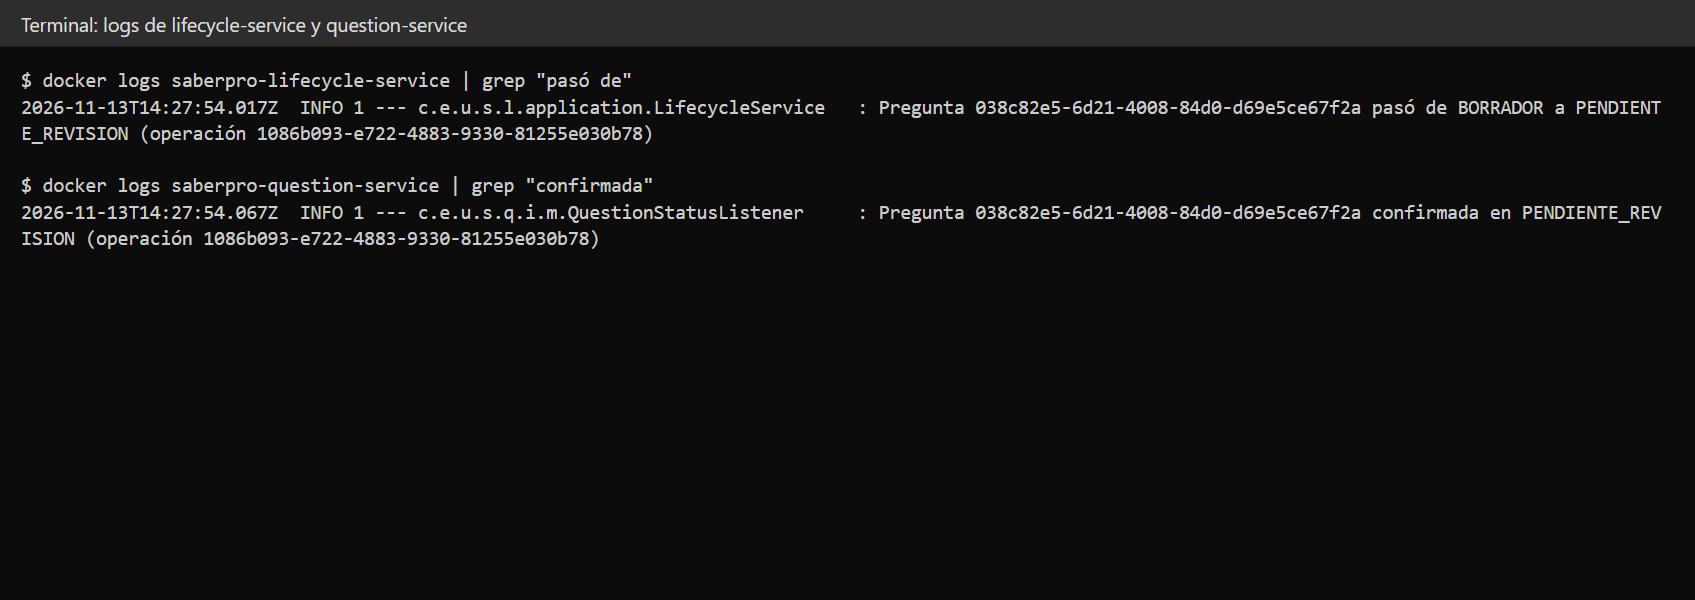 Terminal: logs de lifecycle-service y question-service
$ docker logs saberpro-lifecycle-service | grep "pasó de"
2026-11-13T14:27:54.017Z  INFO 1 --- c.e.u.s.l.application.LifecycleService   : Pregunta 038c82e5-6d21-4008-84d0-d69e5ce67f2a pasó de BORRADOR a PENDIENT
E_REVISION (operación 1086b093-e722-4883-9330-81255e030b78)
$ docker logs saberpro-question-service | grep "confirmada"
2026-11-13T14:27:54.067Z  INFO 1 --- c.e.u.s.q.i.m.QuestionStatusListener     : Pregunta 038c82e5-6d21-4008-84d0-d69e5ce67f2a confirmada en PENDIENTE_REV
ISION (operación 1086b093-e722-4883-9330-81255e030b78)